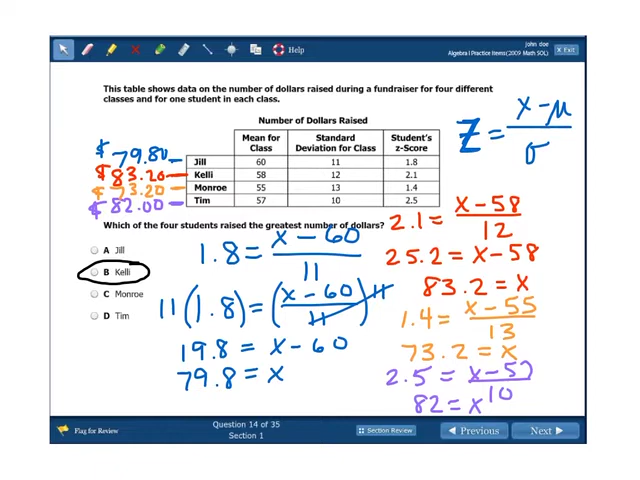 John doe
Algebra I Practice Items (2009 Math SOL)
Help
Exit
This table shows data on the number of dollars raised during a fundraiser for four different
classes and for one student in each class.
Number of Dollars Raised
Mean for Class Standard Deviation for Class Student's z-Score
Jill 60 11 1.8
Kelli 58 12 2.1
Monroe 55 13 1.4
Tim 57 10 2.5
$79.80
$83.20
$73.20
$82.00
Z = x - μ / σ
Which of the four students raised the greatest number of dollars?
A Jill
B Kelli
C Monroe
D Tim
1.8 = x - 60 / 11
11 (1.8) = (x - 60 / 11) 11
19.8 = x - 60
79.8 = x
2.1 = x - 58 / 12
25.2 = x - 58
83.2 = x
1.4 = x - 55 / 13
73.2 = x
2.5 = x - 57 / 10
82 = x
Flag for Review
Question 14 of 35
Section 1
Section Review
Previous
Next